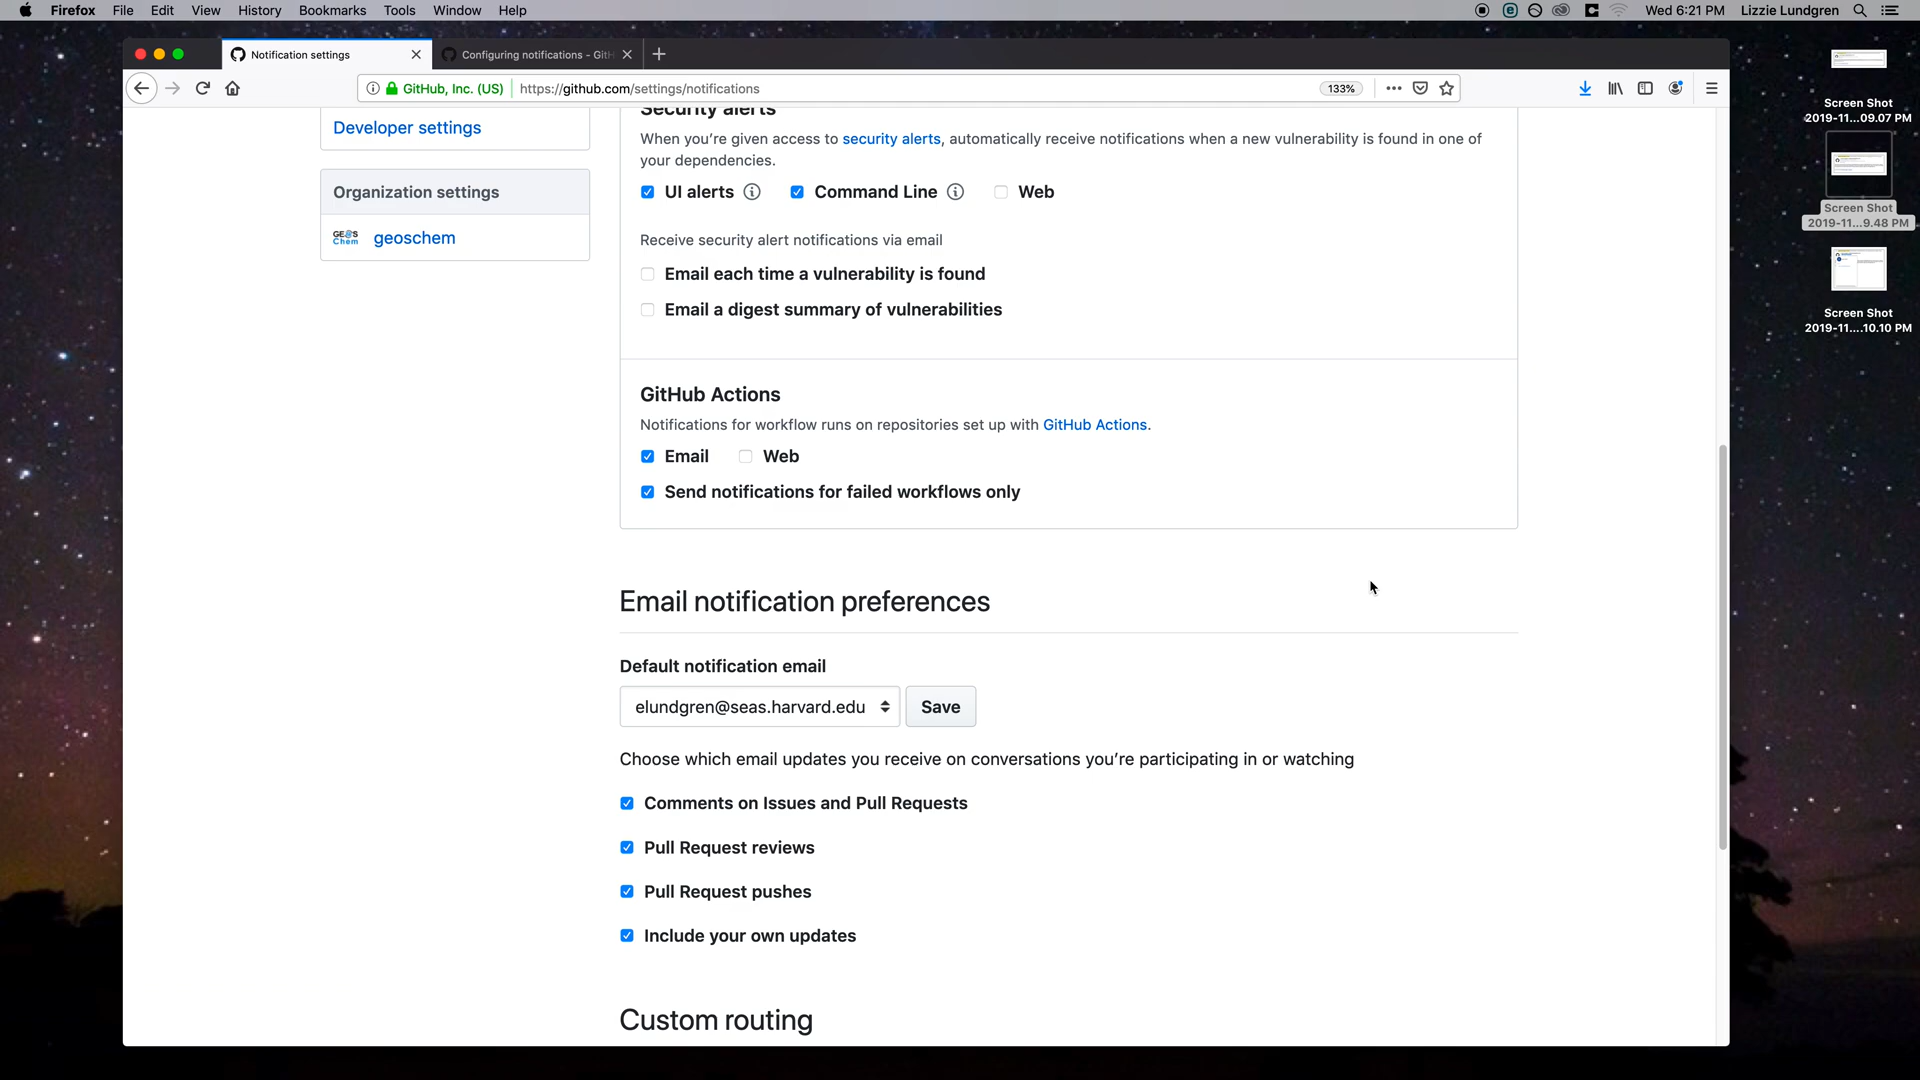 Firefox File Edit View History Bookmarks Tools Window Help
Wed 6:21 PM Lizzie Lundgren
Notification settings
Configuring notifications - GitH
GitHub, Inc. (US) https://github.com/settings/notifications 133%
Developer settings
Organization settings
GE S Chem geoschem
Security alerts
When you're given access to security alerts, automatically receive notifications when a new vulnerability is found in one of
your dependencies.
UI alerts Command Line Web
Receive security alert notifications via email
Email each time a vulnerability is found
Email a digest summary of vulnerabilities
GitHub Actions
Notifications for workflow runs on repositories set up with GitHub Actions.
Email Web
Send notifications for failed workflows only
Email notification preferences
Default notification email
elundgren@seas.harvard.edu Save
Choose which email updates you receive on conversations you're participating in or watching
Comments on Issues and Pull Requests
Pull Request reviews
Pull Request pushes
Include your own updates
Custom routing
Screen Shot
2019-11...09.07 PM
Screen Shot
2019-11...9.48 PM
Screen Shot
2019-11....10.10 PM